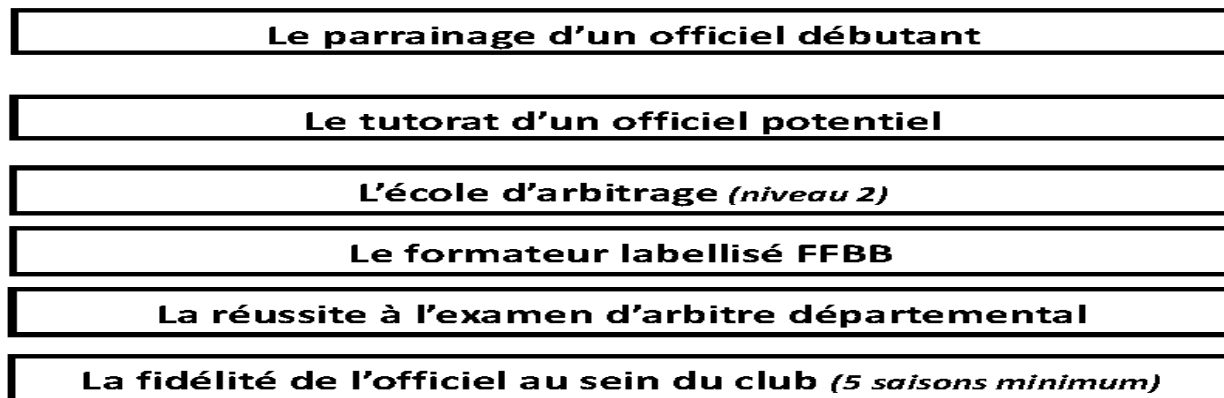 Le parrainage d'un officiel débutant
Le tutorat d'un officiel potentiel
L'école d'arbitrage (niveau 2)
Le formateur labellisé FFBB
La réussite à l'examen d'arbitre départemental
La fidélité de l'officiel au sein du club (5 saisons minimum)